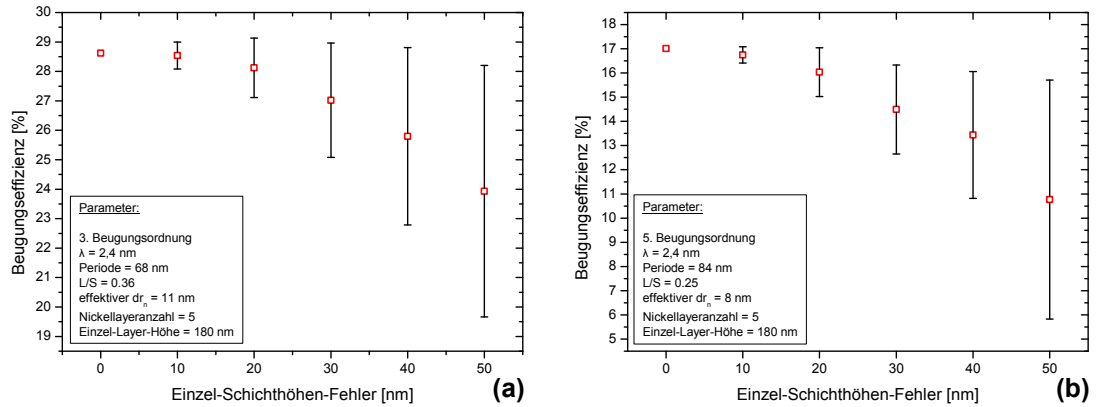 30
29
28
27
26
25
24
23
22
21
20
19
Beugungseffizienz [%]
Parameter:
3. Beugungsordnung
λ = 2,4 nm
Periode = 68 nm
L/S = 0.36
effektiver drn = 11 nm
Nickellayeranzahl = 5
Einzel-Layer-Höhe = 180 nm
0 10 20 30 40 50
Einzel-Schichthöhen-Fehler [nm]
(a)
18
17
16
15
14
13
12
11
10
9
8
7
6
5
Beugungseffizienz [%]
Parameter:
5. Beugungsordnung
λ = 2,4 nm
Periode = 84 nm
L/S = 0.25
effektiver drn = 8 nm
Nickellayeranzahl = 5
Einzel-Layer-Höhe = 180 nm
0 10 20 30 40 50
Einzel-Schichthöhen-Fehler [nm]
(b)